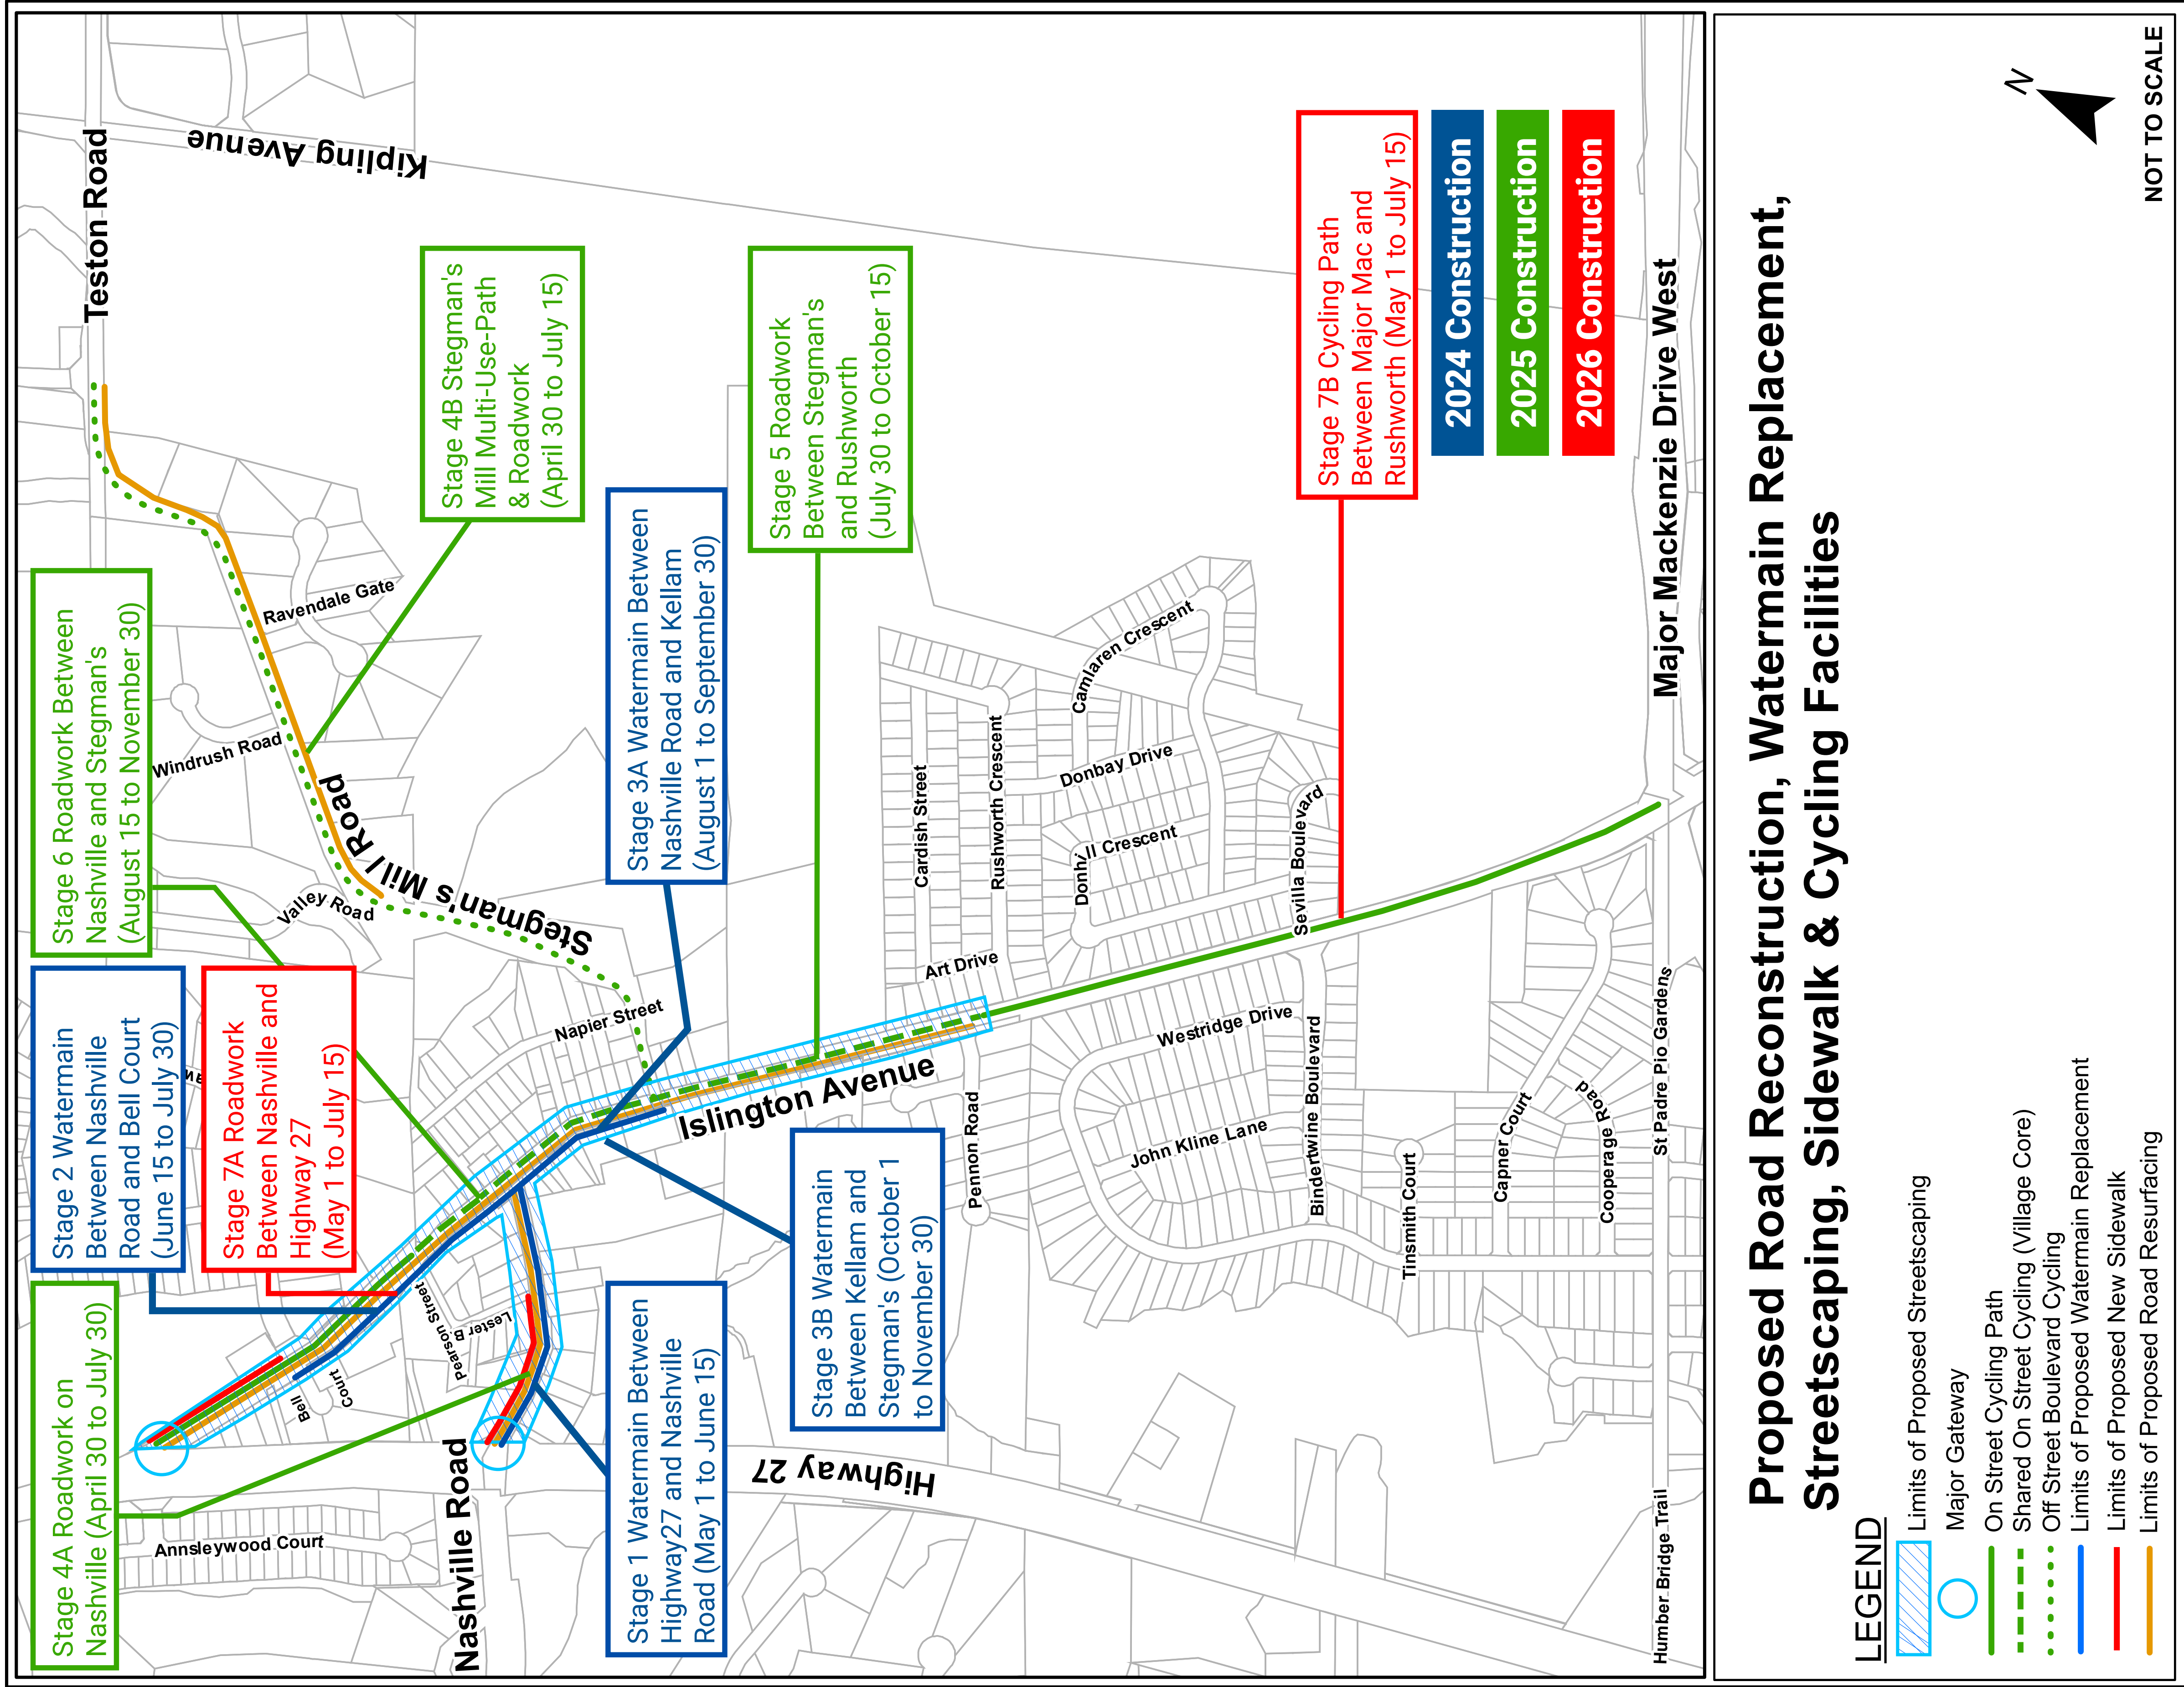 Stage 4A Roadwork on
Nashville (April 30 to July 30)
Stage 2 Watermain
Between Nashville
Road and Bell Court
(June 15 to July 30)
Stage 6 Roadwork Between
Nashville and Stegman's
(August 15 to November 30)
Stage 7A Roadwork
Between Nashville and
Highway 27
(May 1 to July 15)
Teston Road
Kipling Avenue
Stage 4B Stegman's
Mill Multi-Use-Path
& Roadwork
(April 30 to July 15)
Ravendale Gate
Windrush Road
Valley Road
Stegman's Mill Road
Napier Street
Bell
Court
Lester B.
Pearson Street
Annsleywood Court
Nashville Road
Stage 1 Watermain Between
Highway27 and Nashville
Road (May 1 to June 15)
Stage 3A Watermain Between
Nashville Road and Kellam
(August 1 to September 30)
Stage 5 Roadwork
Between Stegman's
and Rushworth
(July 30 to October 15)
Stage 3B Watermain
Between Kellam and
Stegman's (October 1
to November 30)
Highway 27
Islington Avenue
Art Drive
Cardish Street
Rushworth Crescent
Camlaren Crescent
Donbay Drive
Donhill Crescent
Sevilla Boulevard
Pennon Road
Westridge Drive
John Kline Lane
Bindertwine Boulevard
Tinsmith Court
Capner Court
Cooperage Road
St Padre Pio Gardens
Humber Bridge Trail
Major Mackenzie Drive West
Stage 7B Cycling Path
Between Major Mac and
Rushworth (May 1 to July 15)
2024 Construction
2025 Construction
2026 Construction
Proposed Road Reconstruction, Watermain Replacement,
Streetscaping, Sidewalk & Cycling Facilities
LEGEND
Limits of Proposed Streetscaping
Major Gateway
On Street Cycling Path
Shared On Street Cycling (Village Core)
Off Street Boulevard Cycling
Limits of Proposed Watermain Replacement
Limits of Proposed New Sidewalk
Limits of Proposed Road Resurfacing
N
NOT TO SCALE